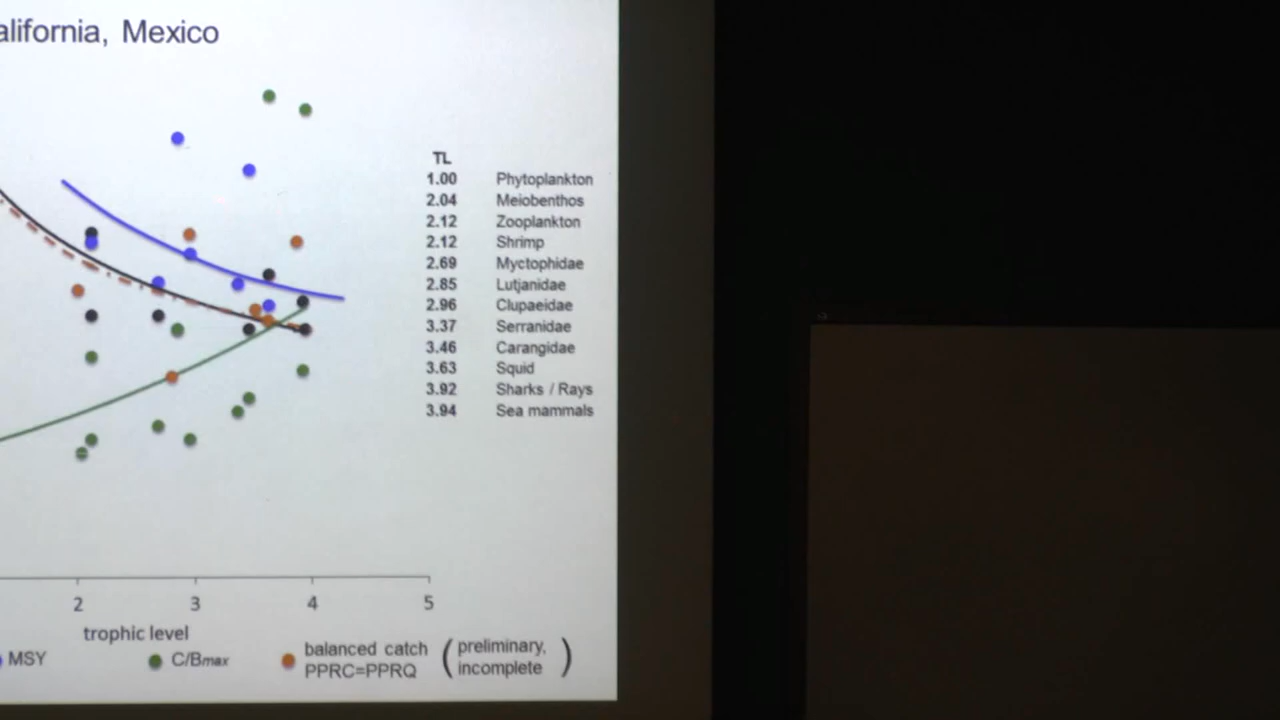 alifornia, Mexico
TL
1.00 Phytoplankton
2.04 Meiobenthos
2.12 Zooplankton
2.12 Shrimp
2.69 Myctophidae
2.85 Lutjanidae
2.96 Clupaeidae
3.37 Serranidae
3.46 Carangidae
3.63 Squid
3.92 Sharks / Rays
3.94 Sea mammals
2 3 4 5
trophic level
MSY C/Bmax balanced catch (preliminary,
PPRC=PPRQ incomplete)